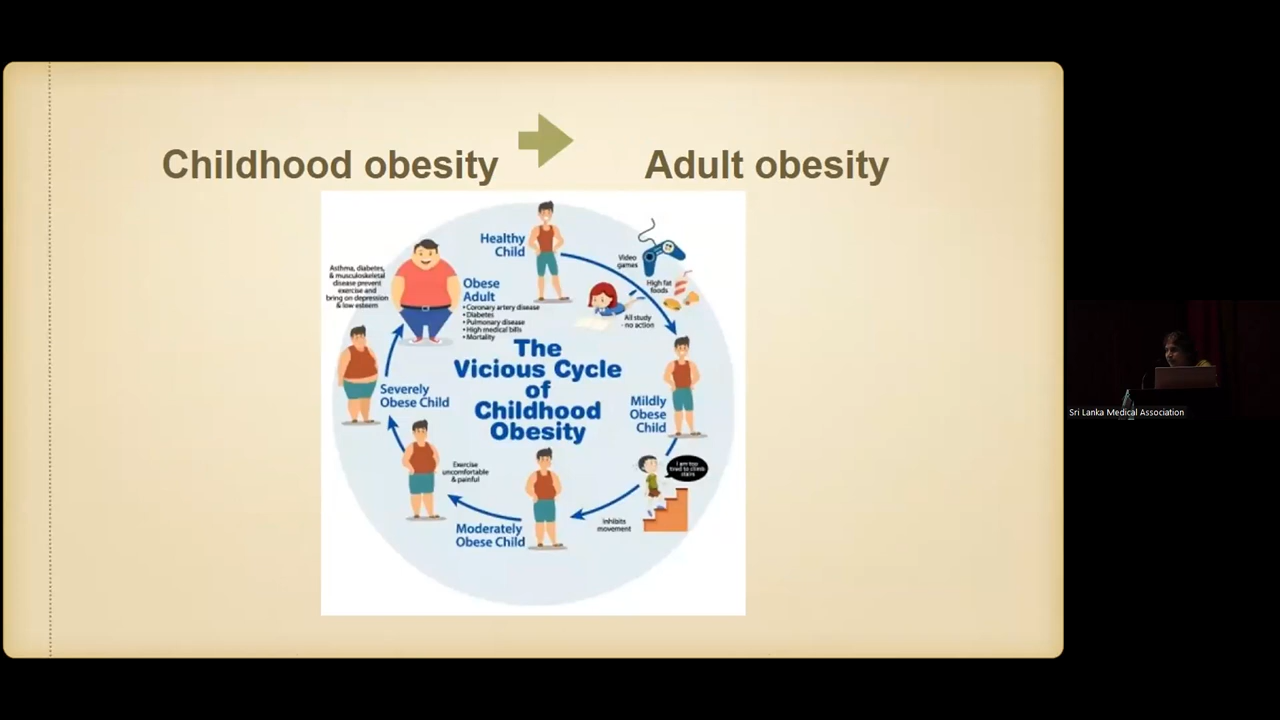 Childhood obesity
Adult obesity
Healthy
Child
Video
games
High fat
foods
All study
- no action
Mildly
Obese
Child
I am too
tired to climb
stairs
Inhibits
movement
Moderately
Obese Child
Exercise
uncomfortable
& painful
Severely
Obese Child
Obese
Adult
• Coronary artery disease
• Diabetes
• Pulmonary disease
• High medical bills
• Mortality
Asthma, diabetes,
& musculoskeletal
disease prevent
exercise and
bring on depression
& low esteem
The
Vicious Cycle
of
Childhood
Obesity
Sri Lanka Medical Association